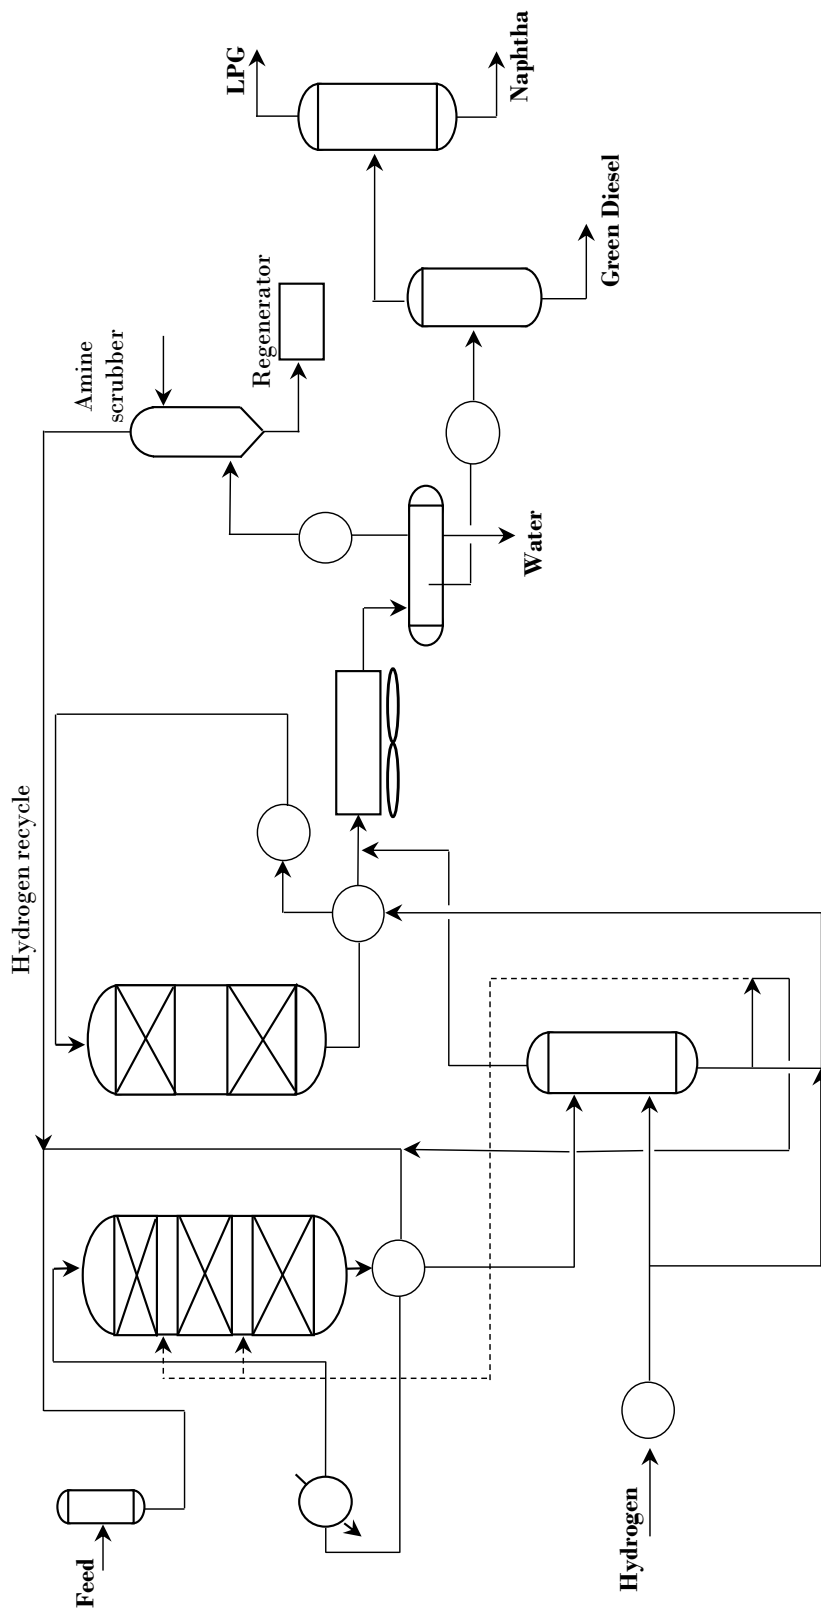 LPG
Naphtha
Green Diesel
Regenerator
Amine
scrubber
Water
Hydrogen recycle
Feed
Hydrogen